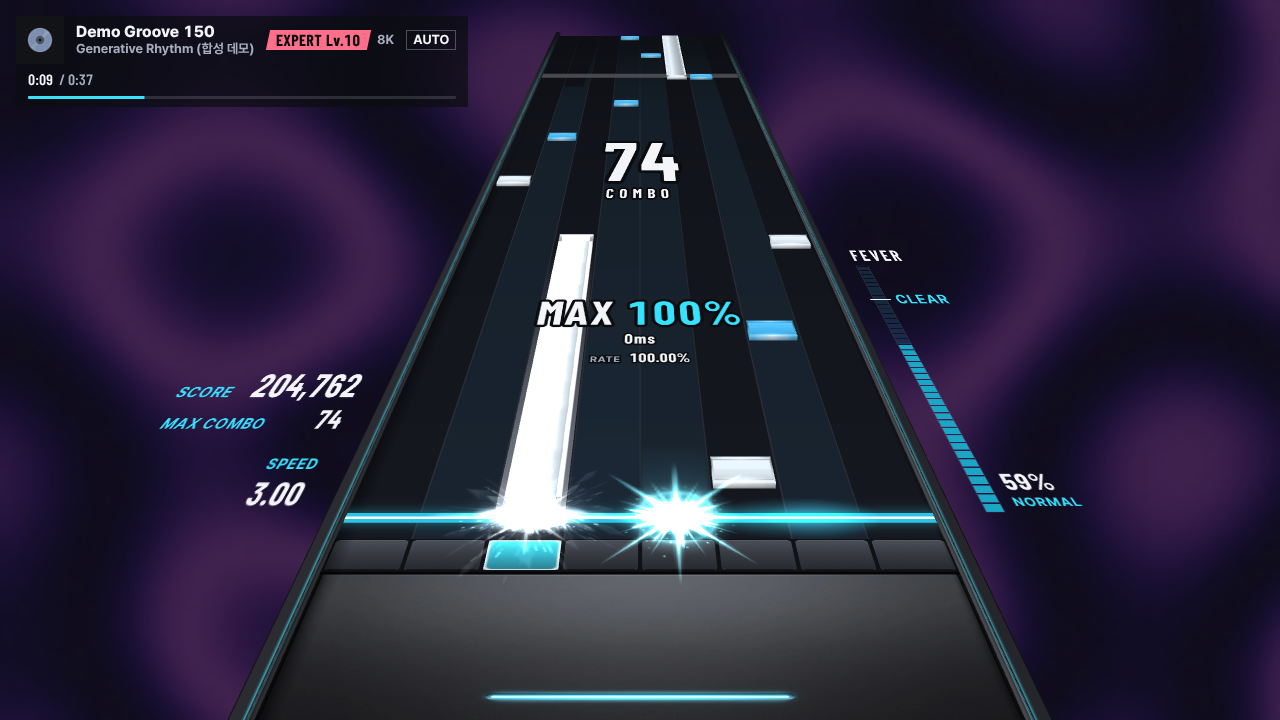 Demo Groove 150
Generative Rhythm (합성 데모)
EXPERT Lv.10 8K AUTO
0:09 / 0:37
74
COMBO
FEVER
CLEAR
MAX 100%
0ms
RATE 100.00%
SCORE 204,762
MAX COMBO 74
SPEED
3.00
59%
NORMAL